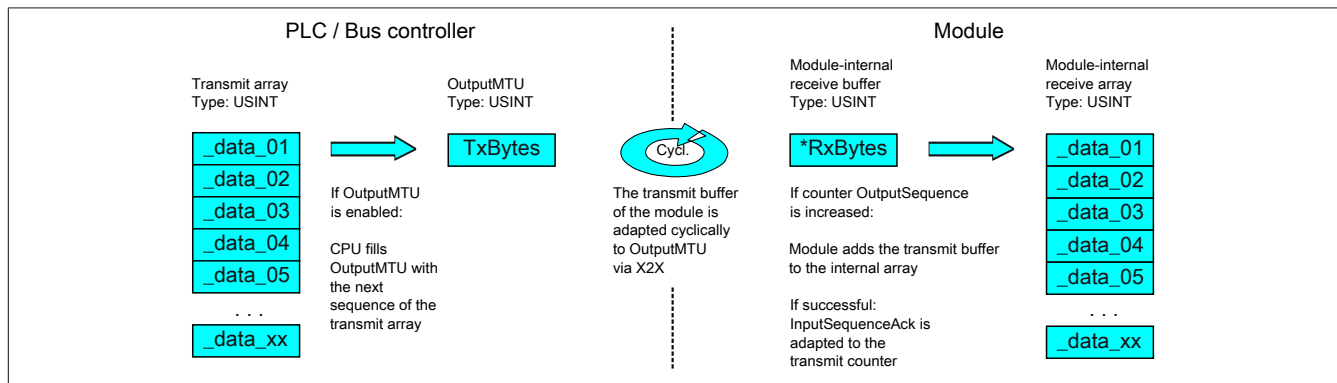 PLC / Bus controller
Module
Transmit array
Type: USINT
_data_01
_data_02
_data_03
_data_04
_data_05
. . .
_data_xx
If OutputMTU
is enabled:
CPU fills
OutputMTU with
the next
sequence of the
transmit array
OutputMTU
Type: USINT
TxBytes
Cycl.
The transmit buffer
of the module is
adapted cyclically
to OutputMTU
via X2X
Module-internal
receive buffer
Type: USINT
*RxBytes
If counter OutputSequence
is increased:
Module adds the transmit buffer
to the internal array
If successful:
InputSequenceAck is
adapted to the
transmit counter
Module-internal
receive array
Type: USINT
_data_01
_data_02
_data_03
_data_04
_data_05
. . .
_data_xx